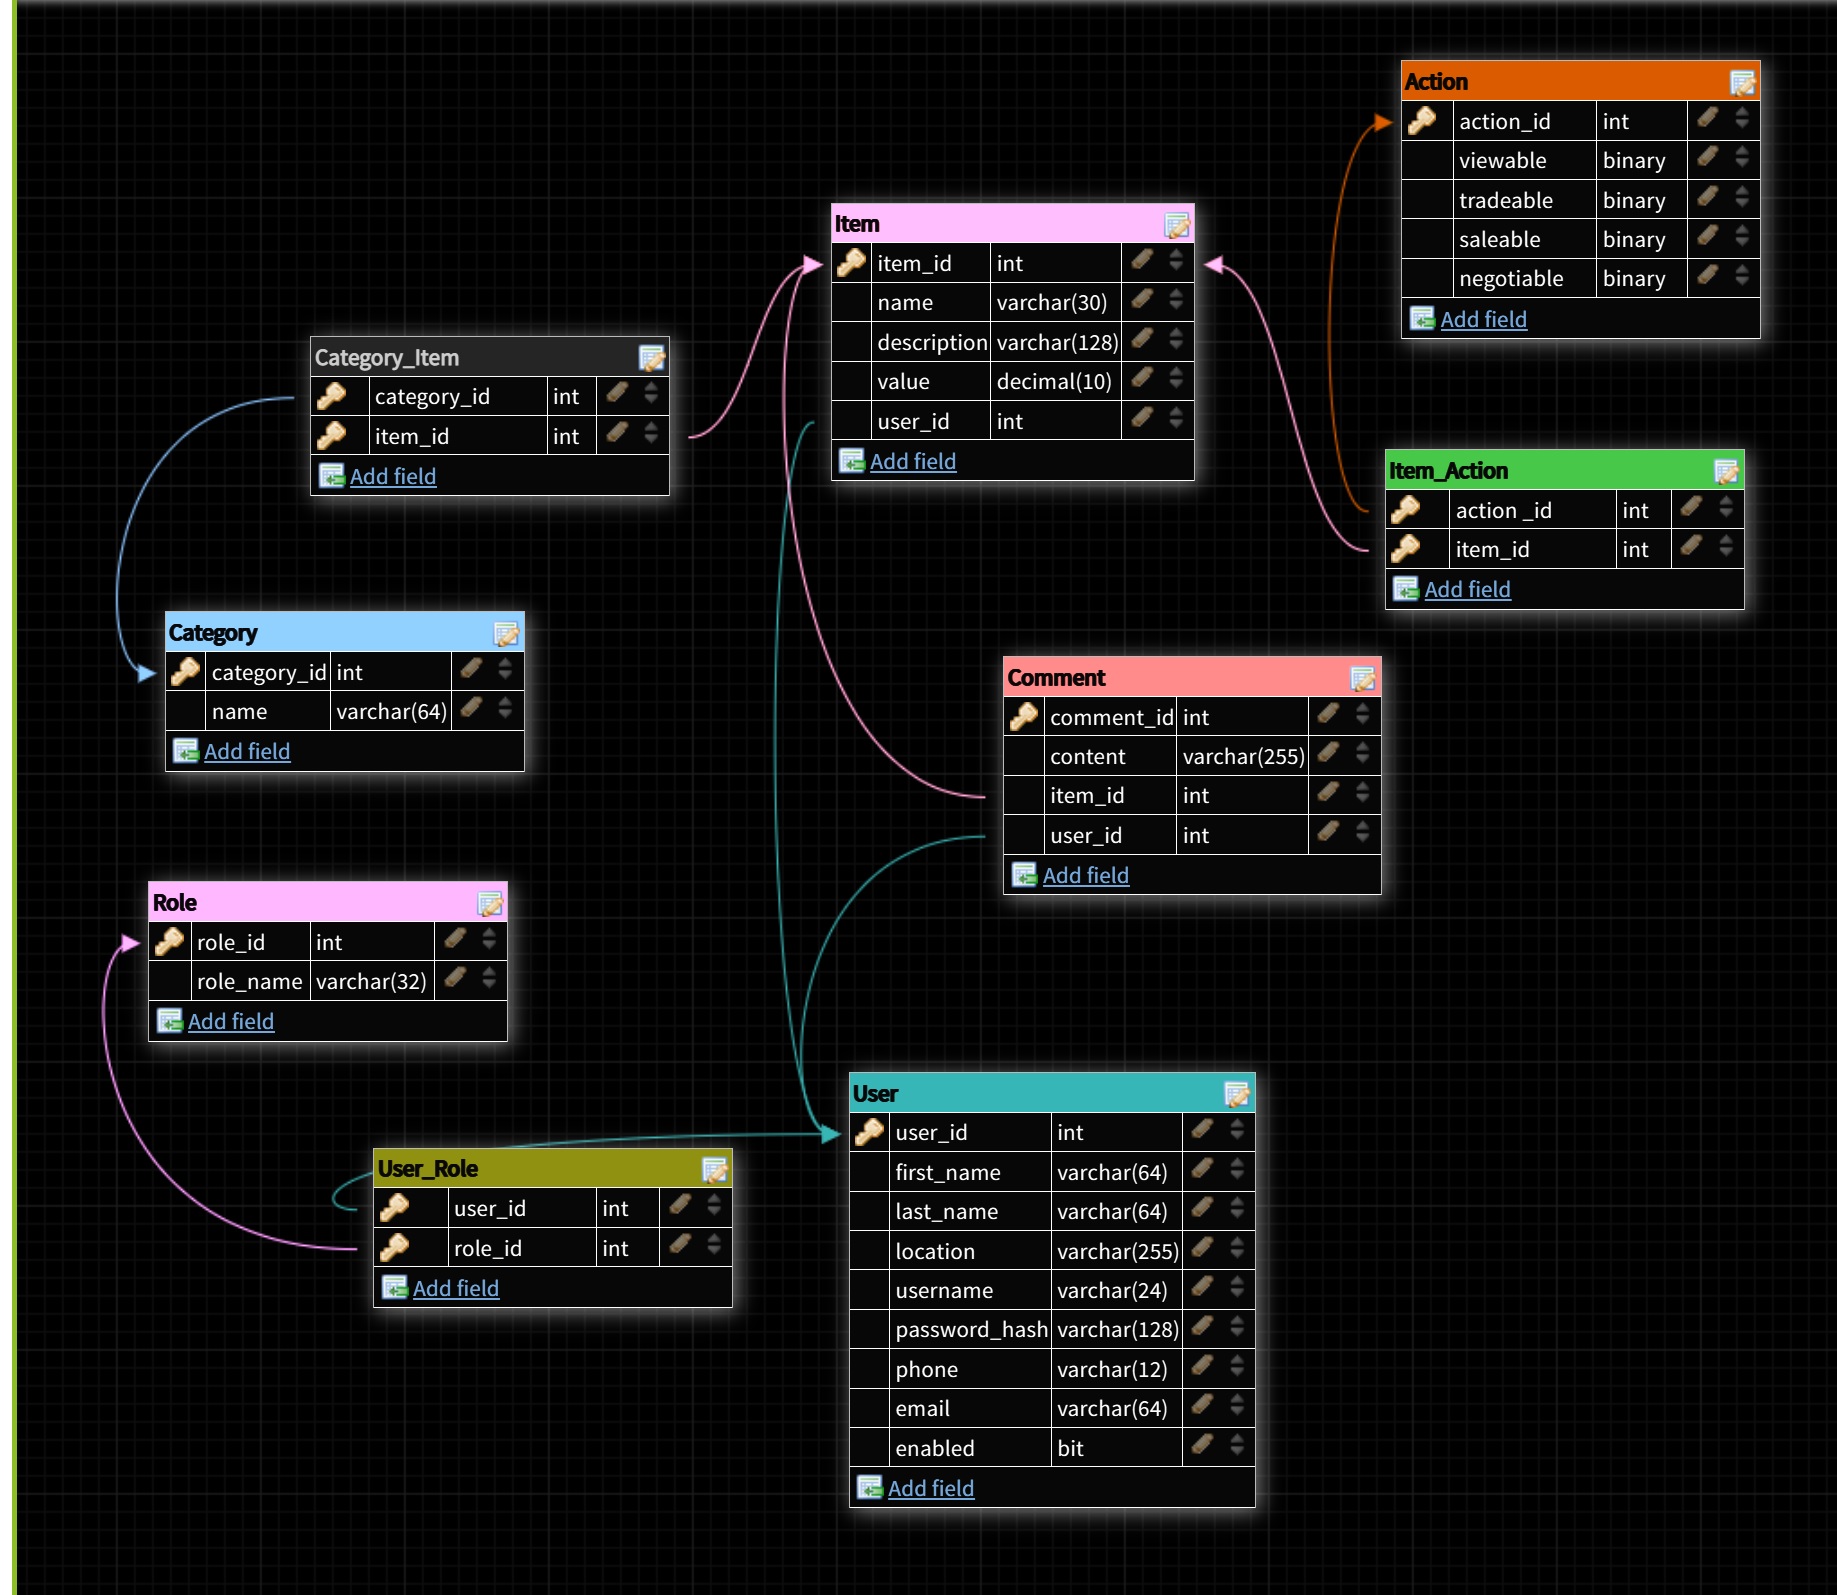 Action
action_id int
viewable binary
tradeable binary
saleable binary
negotiable binary
Add field
Item
item_id int
name varchar(30)
description varchar(128)
value decimal(10)
user_id int
Add field
Category_Item
category_id int
item_id int
Add field
Item_Action
action _id int
item_id int
Add field
Category
category_id int
name varchar(64)
Add field
Comment
comment_id int
content varchar(255)
item_id int
user_id int
Add field
Role
role_id int
role_name varchar(32)
Add field
User
user_id int
first_name varchar(64)
last_name varchar(64)
location varchar(255)
username varchar(24)
password_hash varchar(128)
phone varchar(12)
email varchar(64)
enabled bit
Add field
User_Role
user_id int
role_id int
Add field